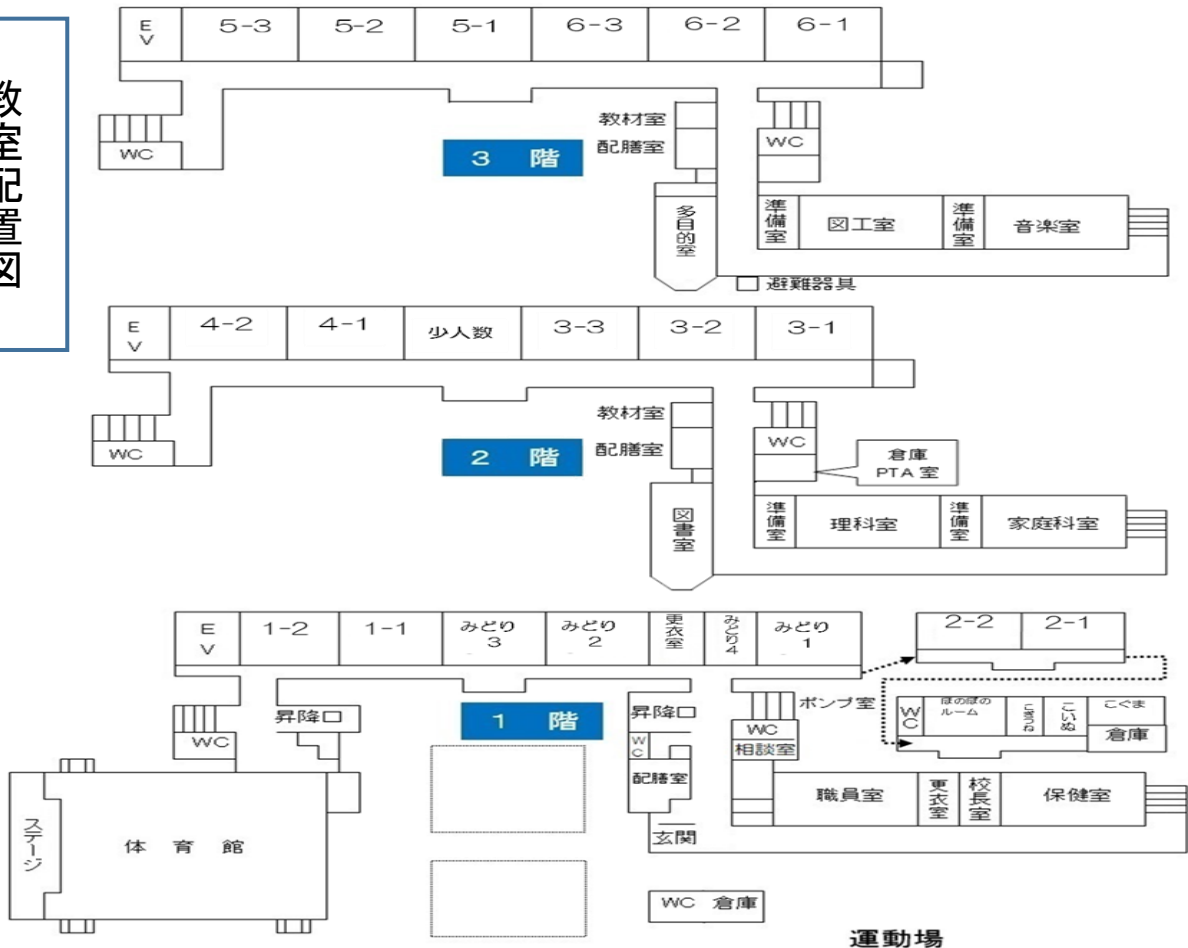 教室配置図
EV
5-3
5-2
5-1
6-3
6-2
6-1
教材室
配膳室
WC
WC
3 階
多目的室
準備室
図工室
準備室
音楽室
避難器具
EV
4-2
4-1
少人数
3-3
3-2
3-1
教材室
配膳室
WC
WC
2 階
倉庫
PTA 室
図書室
準備室
理科室
準備室
家庭科室
EV
1-2
1-1
みどり
3
みどり
2
更衣室
みどり4
みどり
1
2-2
2-1
昇降口
1 階
昇降口
ポンプ室
WC
WC
WC
相談室
配膳室
WC
ほのぼの
ルーム
こいぬ
こぐま
倉庫
職員室
更衣室
校長室
保健室
玄関
ステージ
体 育 館
WC 倉庫
運動場